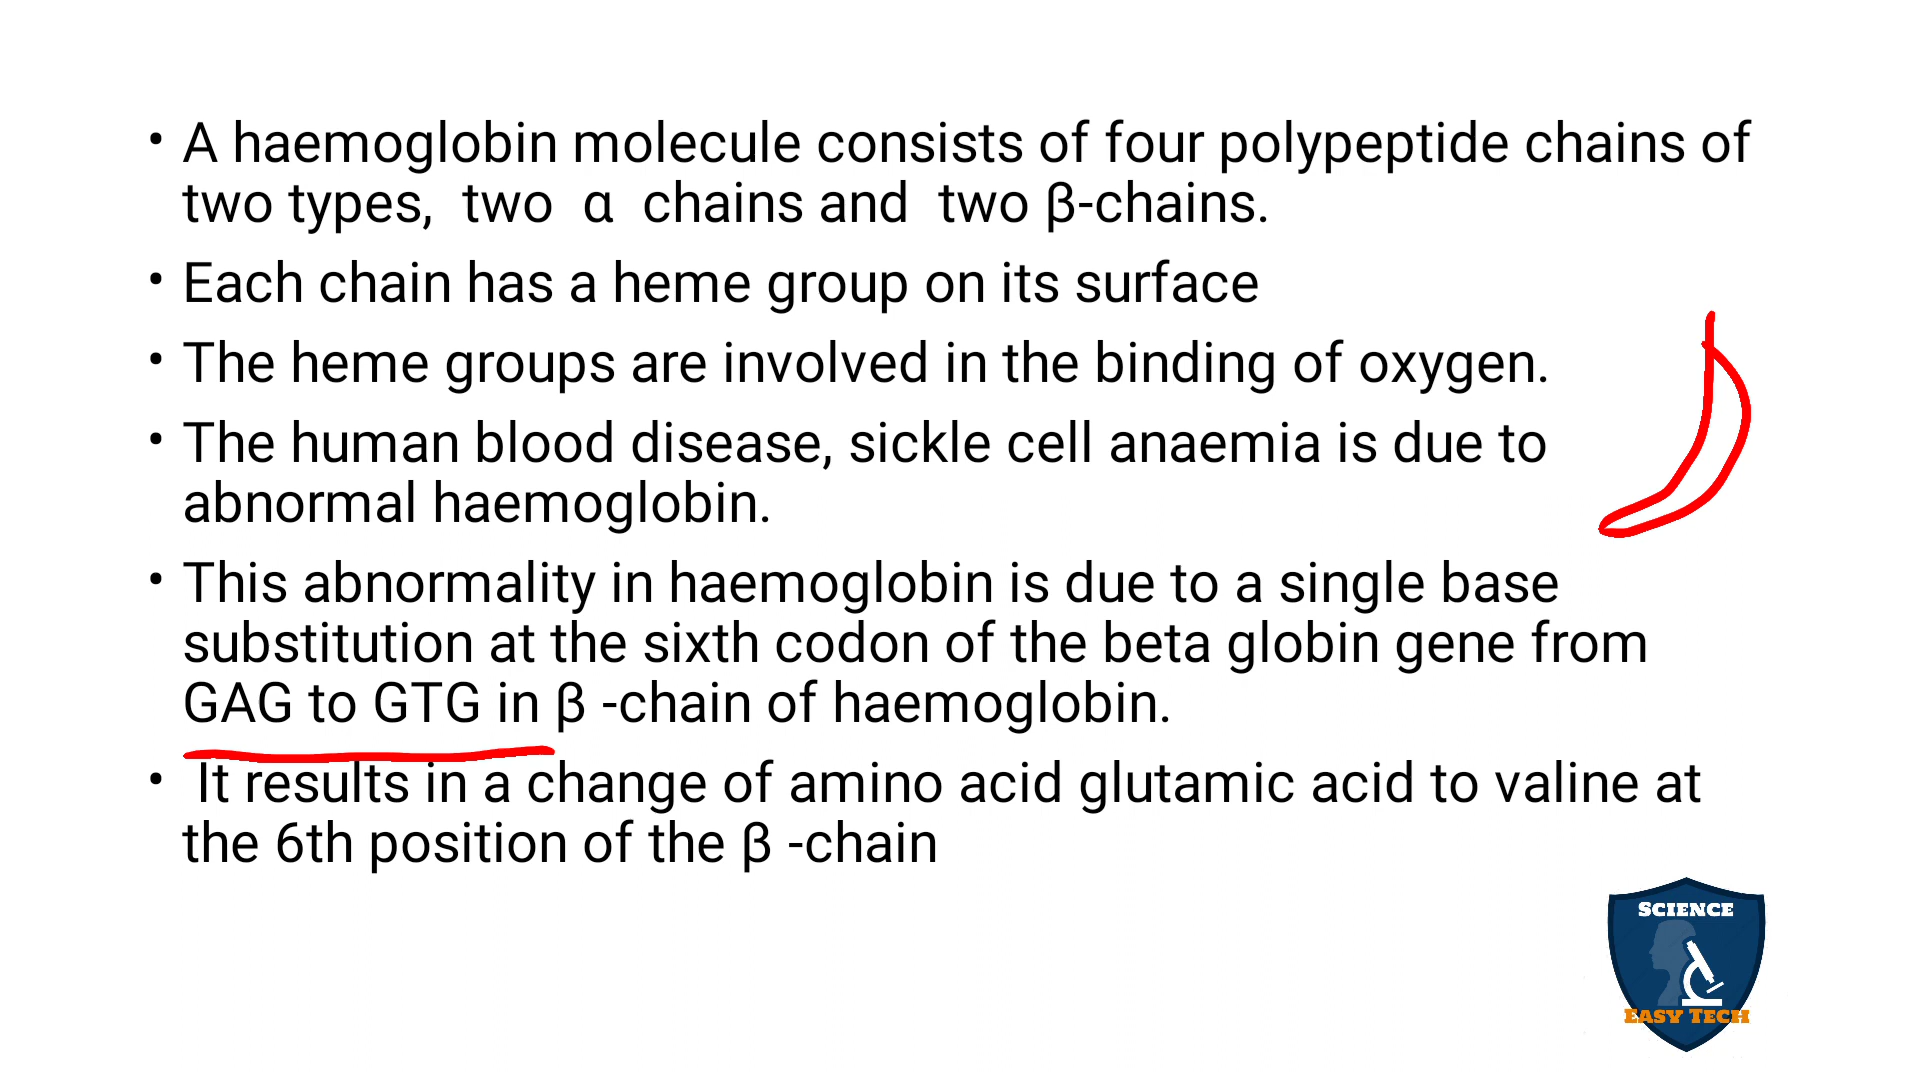 • A haemoglobin molecule consists of four polypeptide chains of
two types, two α chains and two β-chains.
• Each chain has a heme group on its surface
• The heme groups are involved in the binding of oxygen.
• The human blood disease, sickle cell anaemia is due to
abnormal haemoglobin.
• This abnormality in haemoglobin is due to a single base
substitution at the sixth codon of the beta globin gene from
GAG to GTG in β -chain of haemoglobin.
• It results in a change of amino acid glutamic acid to valine at
the 6th position of the β -chain
SCIENCE
EASY TECH